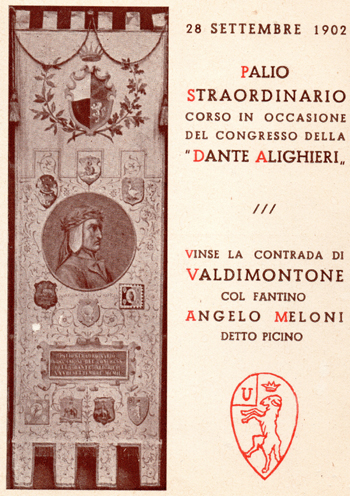 28 SETTEMBRE 1902
PALIO
STRAORDINARIO
CORSO IN OCCASIONE
DEL CONGRESSO DELLA
"DANTE ALIGHIERI„
///
VINSE LA CONTRADA DI
VALDIMONTONE
COL FANTINO
ANGELO MELONI
DETTO PICINO
U